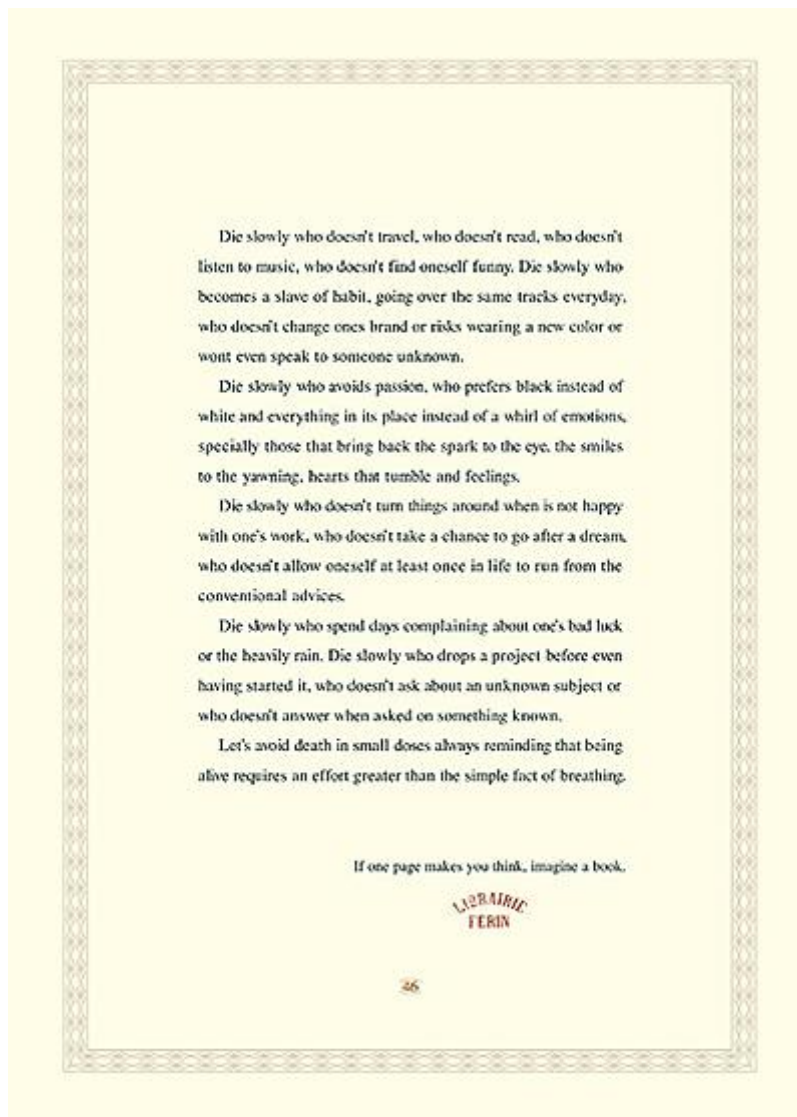 Die slowly who doesn't travel, who doesn't read, who doesn't
listen to music, who doesn't find oneself funny. Die slowly who
becomes a slave of habit, going over the same tracks everyday,
who doesn't change ones brand or risks wearing a new color or
wont even speak to someone unknown.
Die slowly who avoids passion, who prefers black instead of
white and everything in its place instead of a whirl of emotions,
specially those that bring back the spark to the eye, the smiles
to the yawning, hearts that tumble and feelings.
Die slowly who doesn't turn things around when is not happy
with one's work, who doesn't take a chance to go after a dream,
who doesn't allow oneself at least once in life to run from the
conventional advices.
Die slowly who spend days complaining about one's bad luck
or the heavily rain. Die slowly who drops a project before even
having started it, who doesn't ask about an unknown subject or
who doesn't answer when asked on something known.
Let's avoid death in small doses always reminding that being
alive requires an effort greater than the simple fact of breathing.
If one page makes you think, imagine a book.
LIBRAIRIE
FERIN
46